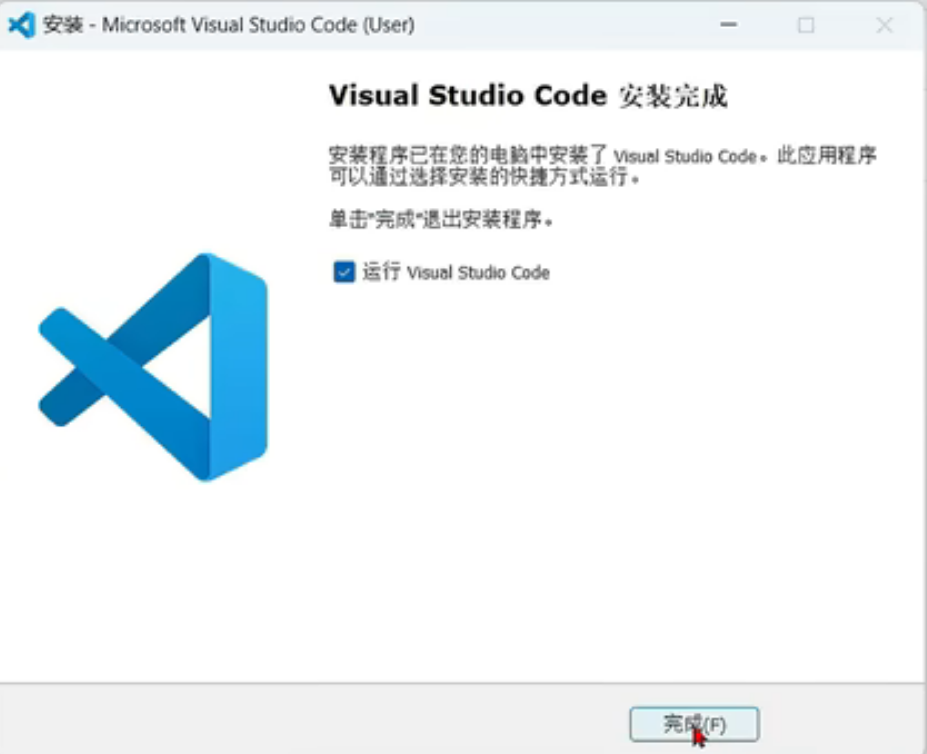 安装 - Microsoft Visual Studio Code (User)
Visual Studio Code 安装完成
安装程序已在您的电脑中安装了 Visual Studio Code。此应用程序
可以通过选择安装的快捷方式运行。
单击"完成"退出安装程序。
运行 Visual Studio Code
完成(F)